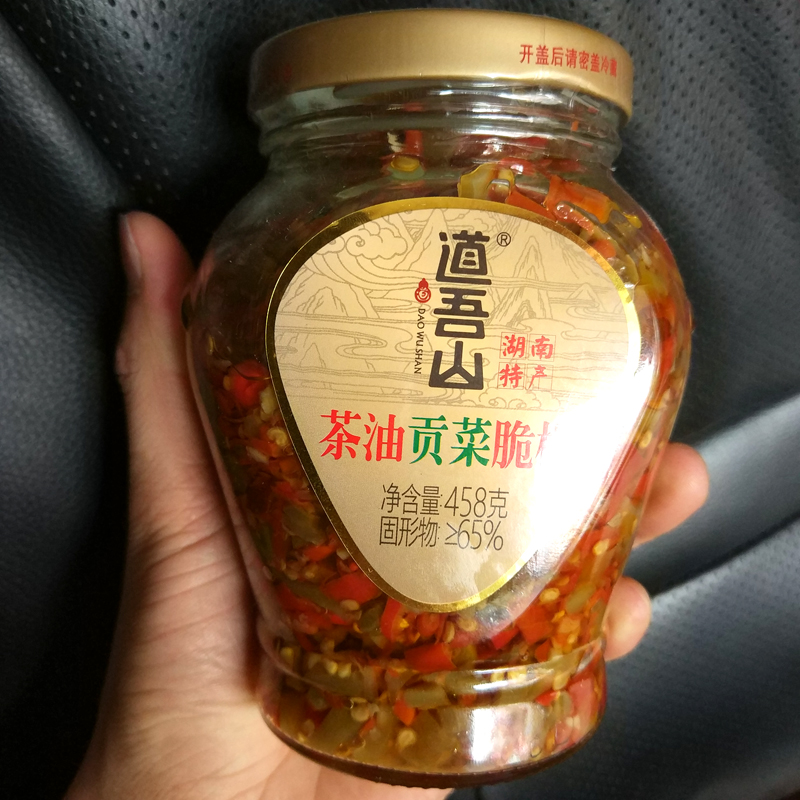 开盖后请密盖冷藏
道吾山®
DAO WU SHAN
湖南
特产
茶油贡菜脆椒
净含量:458克
固形物:≥65%